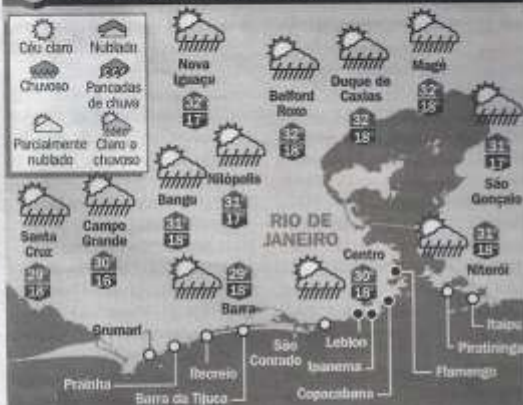 Céu claro
Nublado
Chuvoso
Pancadas
de chuva
Parcialmente
nublado
Claro a
chuvoso
Nova
Iguaçu
32
17
Belford
Roxo
32
18
Duque de
Caxias
32
18
Magé
32
18
São
Gonçalo
31
17
Bangu
31
18
Nilópolis
31
17
Santa
Cruz
29
18
Campo
Grande
30
16
RIO DE
JANEIRO
Centro
30
18
Niterói
31
18
Barra
29
18
Grumari
Prainha
Recreio
Barra da Tijuca
São
Conrado
Leblon
Ipanema
Copacabana
Flamengo
Piratininga
Itaipu